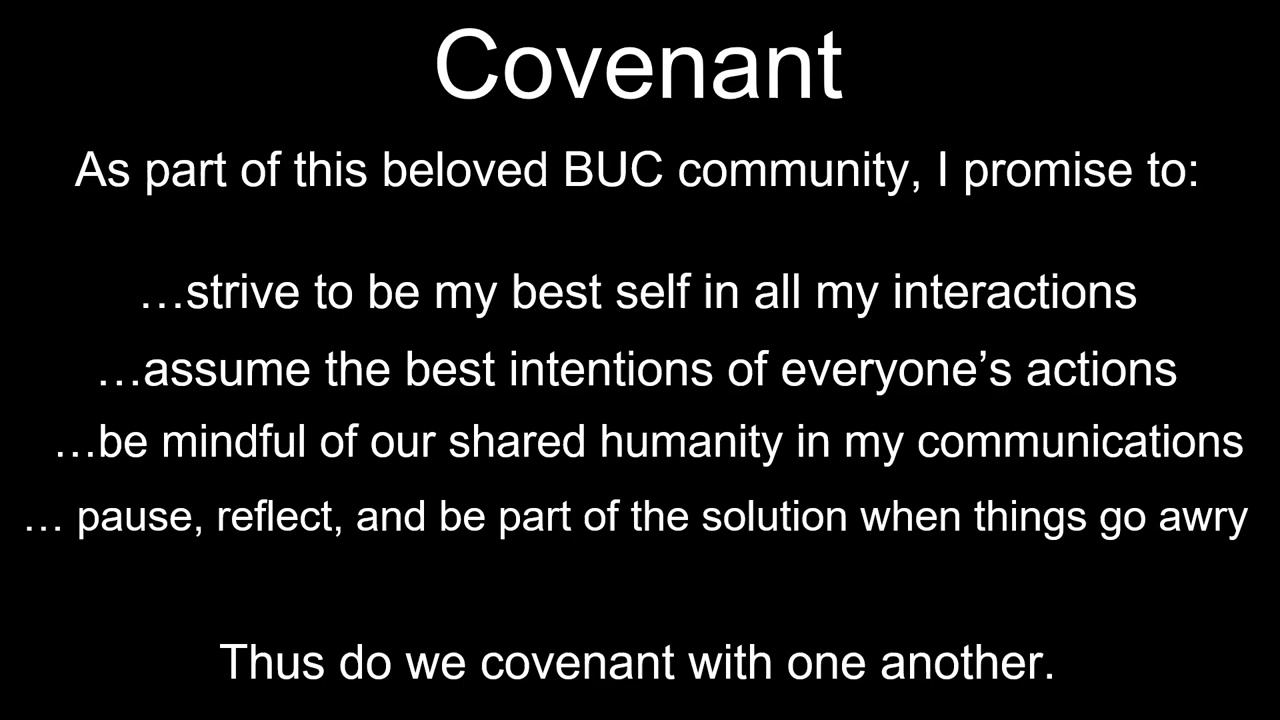 Covenant
As part of this beloved BUC community, I promise to:
…strive to be my best self in all my interactions
…assume the best intentions of everyone’s actions
…be mindful of our shared humanity in my communications
… pause, reflect, and be part of the solution when things go awry
Thus do we covenant with one another.